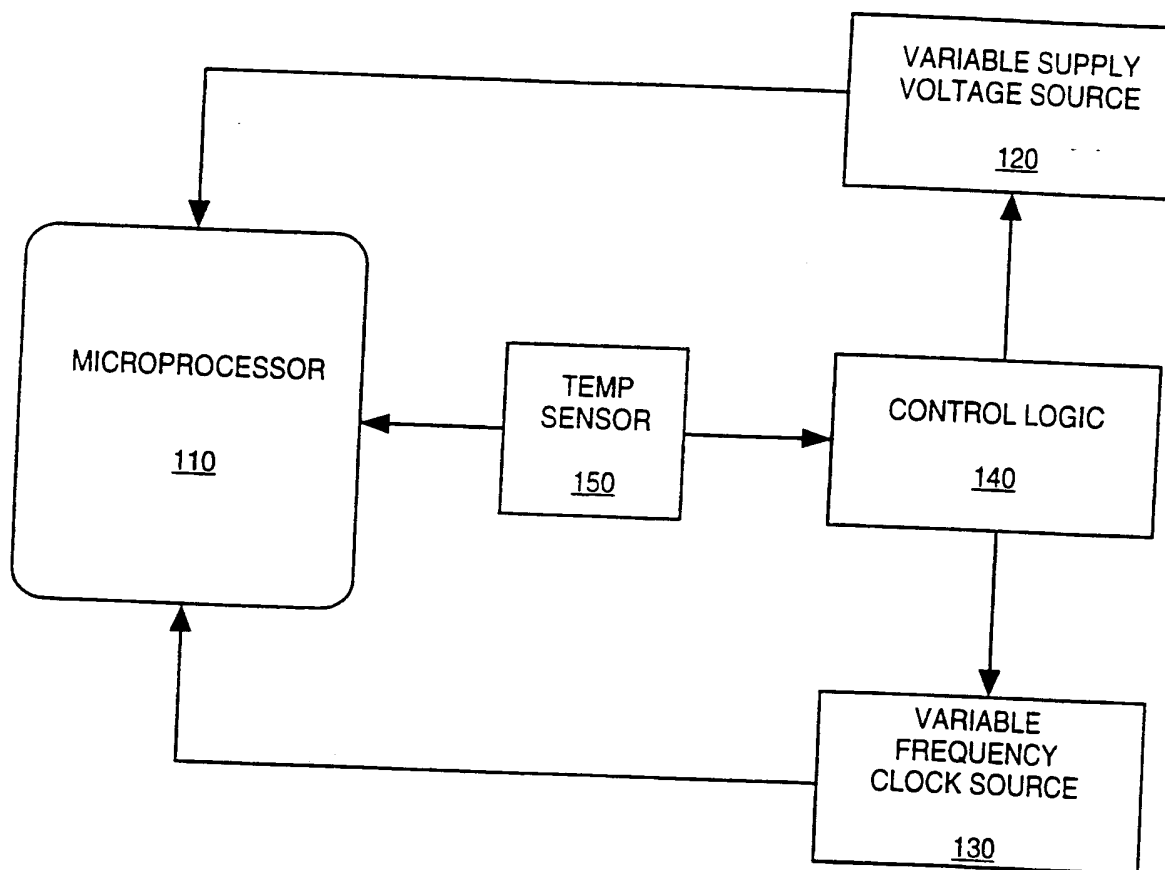 VARIABLE SUPPLY
VOLTAGE SOURCE
120
MICROPROCESSOR
110
TEMP
SENSOR
150
CONTROL LOGIC
140
VARIABLE
FREQUENCY
CLOCK SOURCE
130